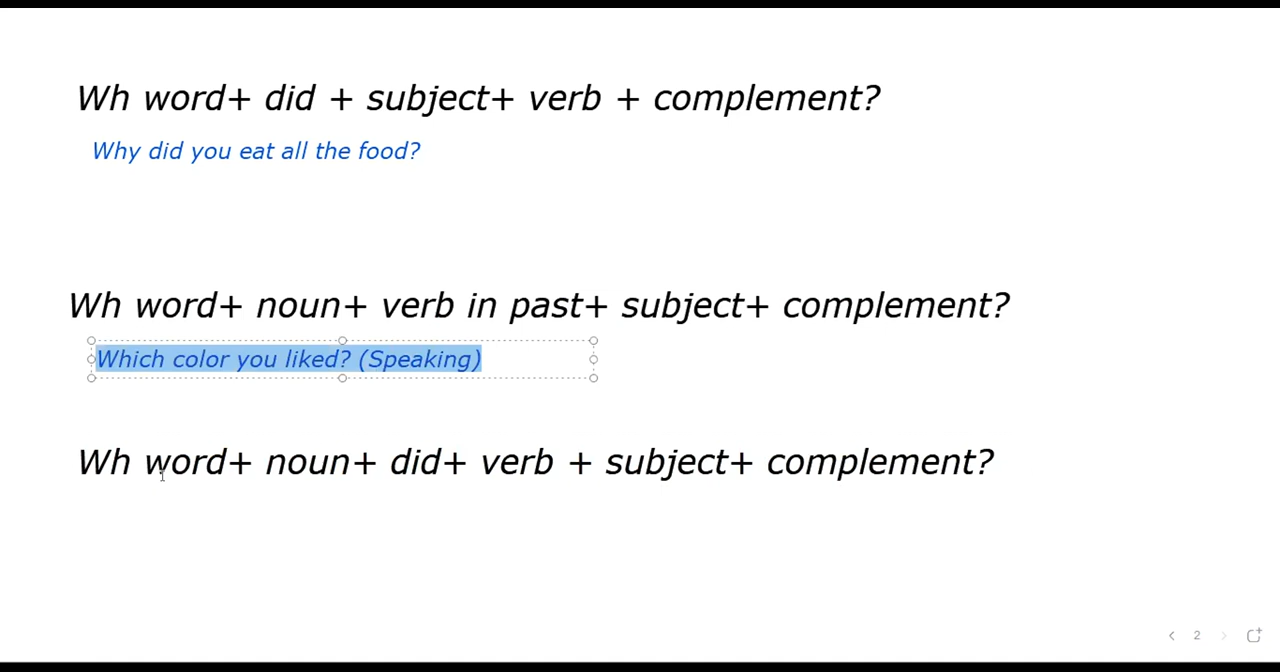 Wh word+ did + subject+ verb + complement?
Why did you eat all the food?
Wh word+ noun+ verb in past+ subject+ complement?
Which color you liked? (Speaking)
Wh word+ noun+ did+ verb + subject+ complement?
2